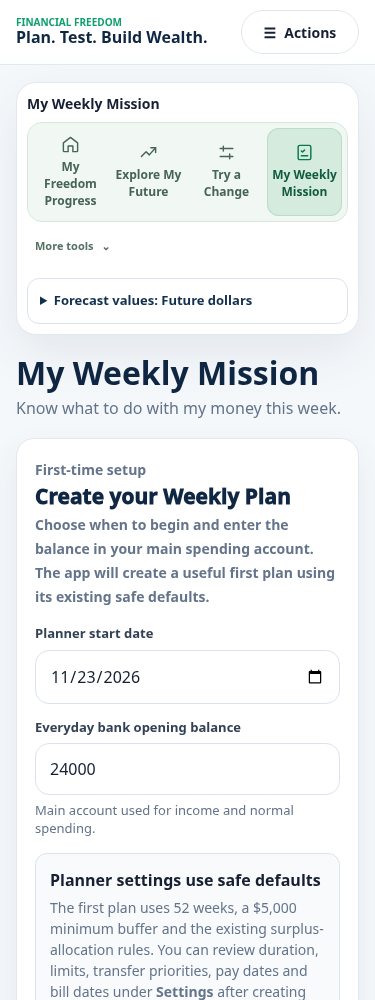 FINANCIAL FREEDOM
Plan. Test. Build Wealth.
☰ Actions
My Weekly Mission
My Freedom Progress
Explore My Future
Try a Change
My Weekly Mission
More tools ⌄
▶ Forecast values: Future dollars
My Weekly Mission
Know what to do with my money this week.
First-time setup
Create your Weekly Plan
Choose when to begin and enter the
balance in your main spending account.
The app will create a useful first plan using
its existing safe defaults.
Planner start date
11/23/2026
Everyday bank opening balance
24000
Main account used for income and normal
spending.
Planner settings use safe defaults
The first plan uses 52 weeks, a $5,000
minimum buffer and the existing surplus-
allocation rules. You can review duration,
limits, transfer priorities, pay dates and
bill dates under Settings after creating